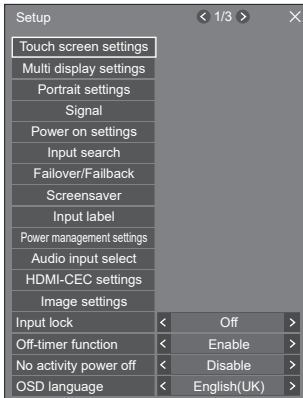 Setup < 1/3 > ×
Touch screen settings
Multi display settings
Portrait settings
Signal
Power on settings
Input search
Failover/Failback
Screensaver
Input label
Power management settings
Audio input select
HDMI-CEC settings
Image settings
Input lock < Off >
Off-timer function < Enable >
No activity power off < Disable >
OSD language < English(UK) >